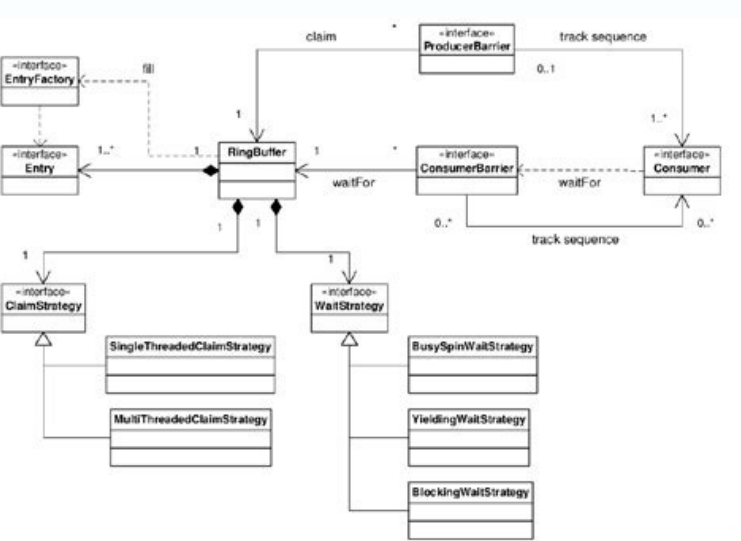 claim
*
«interface»
ProducerBarrier
track sequence
0..1
«interface»
EntryFactory
fill
1
1..*
«interface»
Entry
1..*
1
RingBuffer
1
*
«interface»
ConsumerBarrier
«interface»
Consumer
waitFor
waitFor
0..*
0..*
track sequence
1
1
1
1
«interface»
ClaimStrategy
«interface»
WaitStrategy
SingleThreadedClaimStrategy
BusySpinWaitStrategy
MultiThreadedClaimStrategy
YieldingWaitStrategy
BlockingWaitStrategy